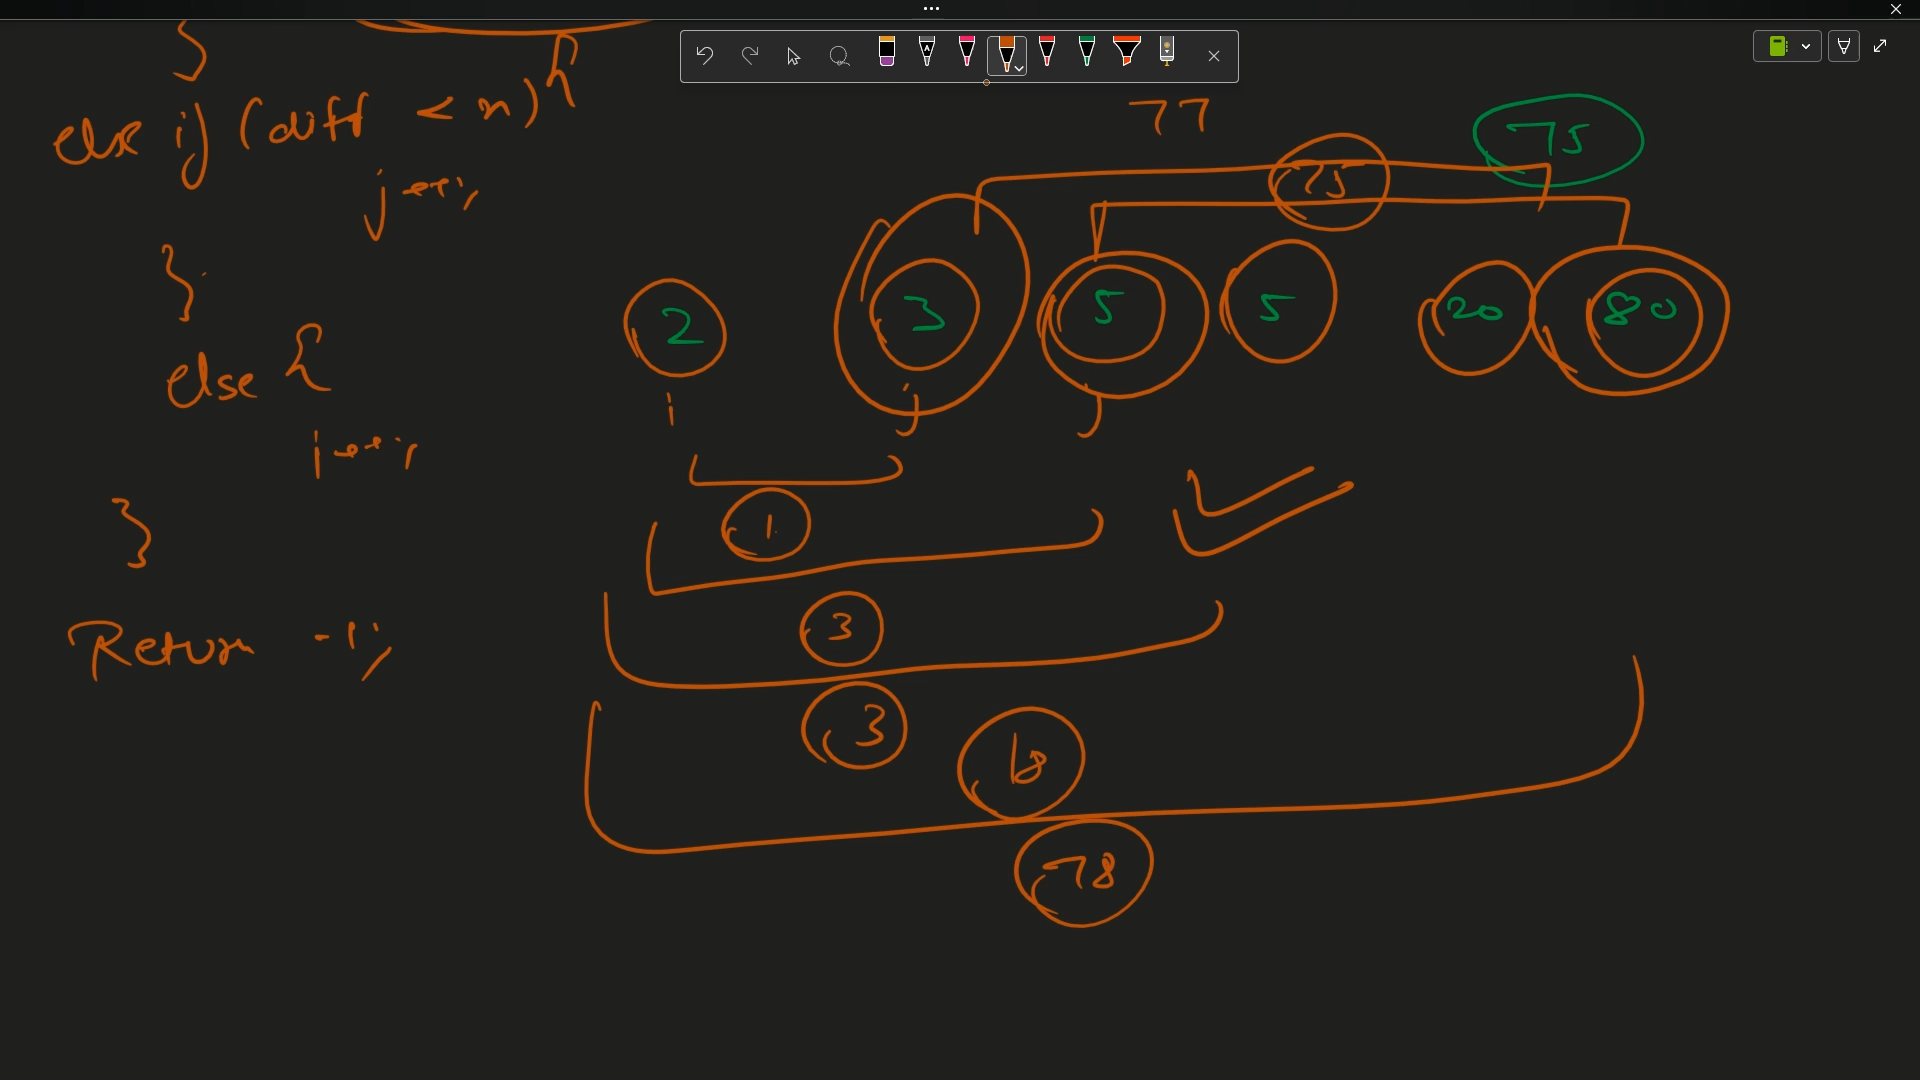 }
else if (diff < n) {
j++;
}
else {
i++;
}
Return -1;
77
75
75
2 3 5 5 20 80
i j j
1
3
3
18
78